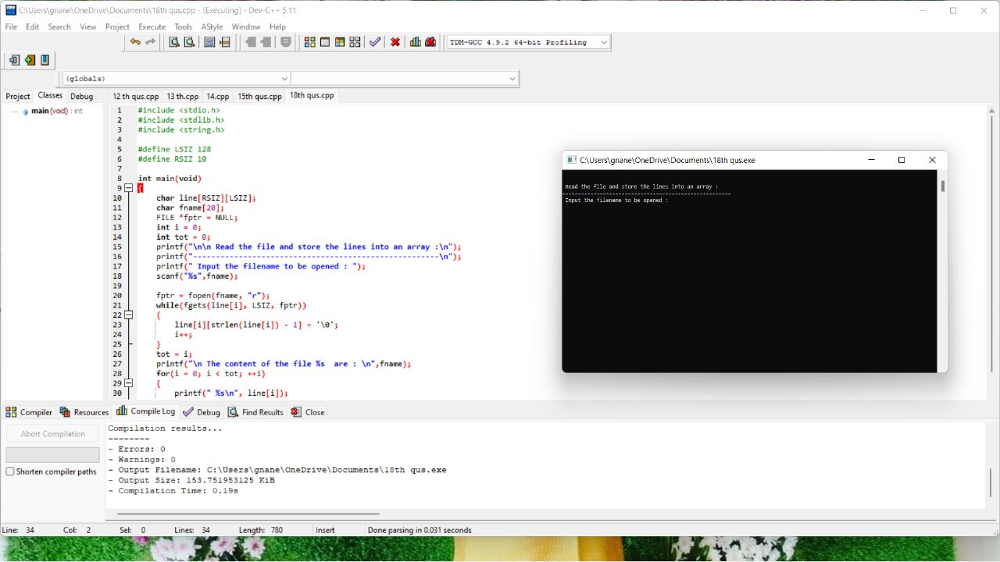 C:\Users\gnane\OneDrive\Documents\18th qus.cpp - [Executing] - Dev-C++ 5.11
File Edit Search View Project Execute Tools AStyle Window Help
TDM-GCC 4.9.2 64-bit Profiling
(globals)
Project Classes Debug
12 th qus.cpp 13 th.cpp 14.cpp 15th qus.cpp 18th qus.cpp
main (void) : int
1 #include <stdio.h>
2 #include <stdlib.h>
3 #include <string.h>
4
5 #define LSIZ 128
6 #define RSIZ 10
7
8 int main(void)
9 {
10 char line[RSIZ][LSIZ];
11 char fname[20];
12 FILE *fptr = NULL;
13 int i = 0;
14 int tot = 0;
15 printf("\n\n Read the file and store the lines into an array :\n");
16 printf("------------------------------------------------------\n");
17 printf(" Input the filename to be opened : ");
18 scanf("%s",fname);
19
20 fptr = fopen(fname, "r");
21 while(fgets(line[i], LSIZ, fptr))
22 {
23 line[i][strlen(line[i]) - 1] = '\0';
24 i++;
25 }
26 tot = i;
27 printf("\n The content of the file %s  are : \n",fname);
28 for(i = 0; i < tot; ++i)
29 {
30 printf(" %s\n", line[i]);
C:\Users\gnane\OneDrive\Documents\18th qus.exe
Read the file and store the lines into an array :
------------------------------------------------------
Input the filename to be opened :
Compiler Resources Compile Log Debug Find Results Close
Abort Compilation
Shorten compiler paths
Compilation results...
--------
- Errors: 0
- Warnings: 0
- Output Filename: C:\Users\gnane\OneDrive\Documents\18th qus.exe
- Output Size: 153.751953125 KiB
- Compilation Time: 0.19s
Line: 34 Col: 2 Sel: 0 Lines: 34 Length: 780 Insert Done parsing in 0.031 seconds